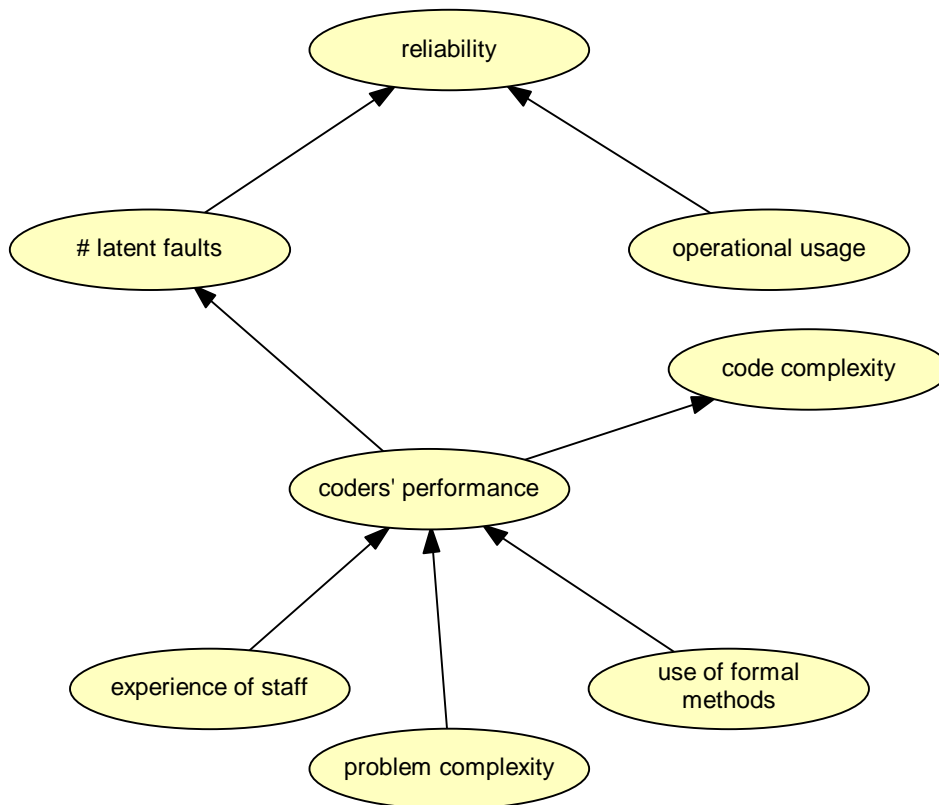 reliability
# latent faults
operational usage
code complexity
coders' performance
experience of staff
use of formal
methods
problem complexity